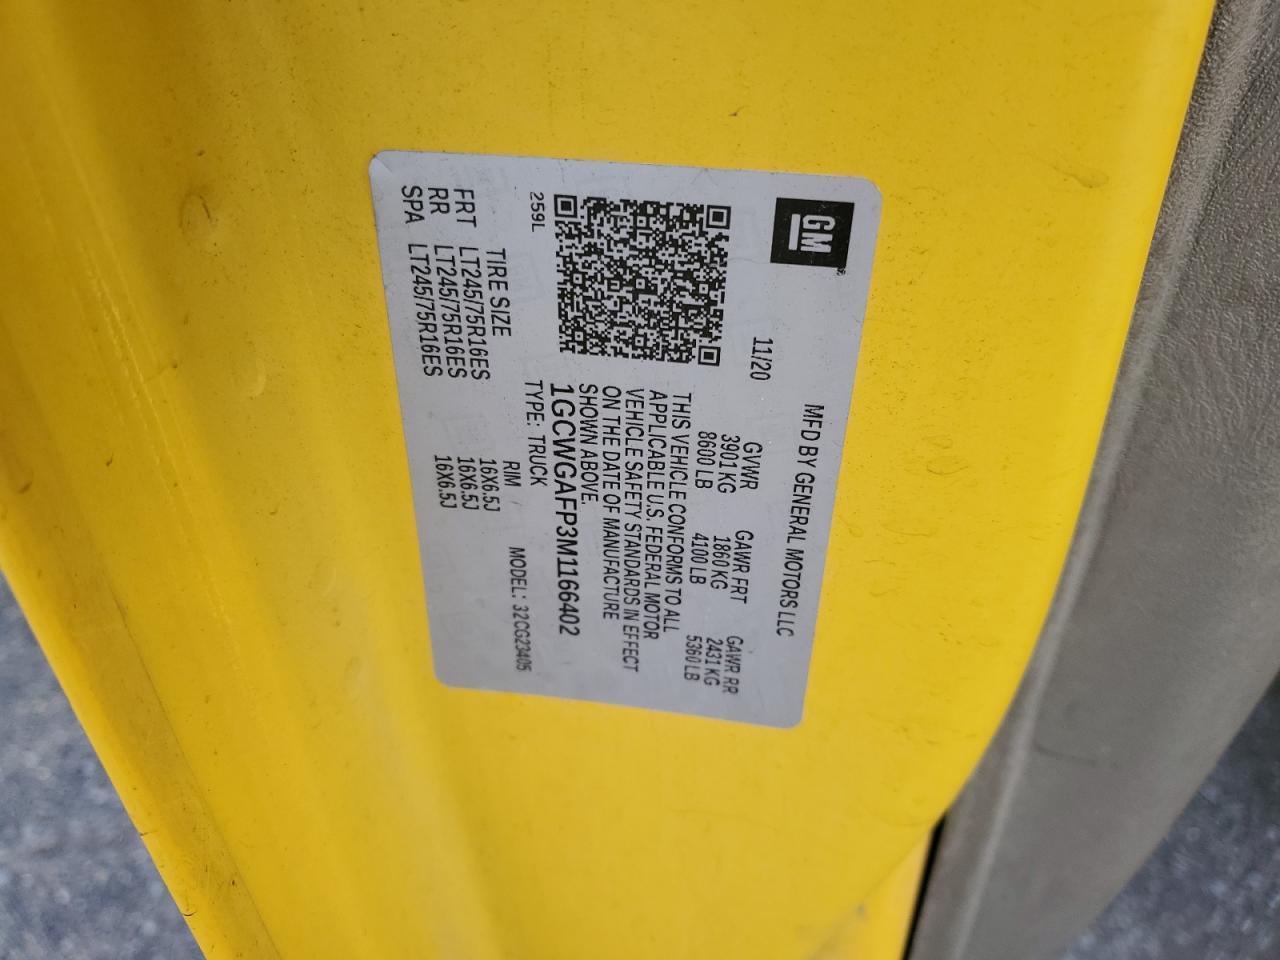 GM
MFD BY GENERAL MOTORS LLC
11/20
GVWR GAWR FRT GAWR RR
3901 KG 1860 KG 2431 KG
8600 LB 4100 LB 5360 LB
THIS VEHICLE CONFORMS TO ALL
APPLICABLE U.S. FEDERAL MOTOR
VEHICLE SAFETY STANDARDS IN EFFECT
ON THE DATE OF MANUFACTURE
SHOWN ABOVE.
1GCWGAFP3M1166402
259L
TYPE: TRUCK MODEL: 32CG23405
TIRE SIZE RIM
FRT LT245/75R16ES 16X6.5J
RR LT245/75R16ES 16X6.5J
SPA LT245/75R16ES 16X6.5J